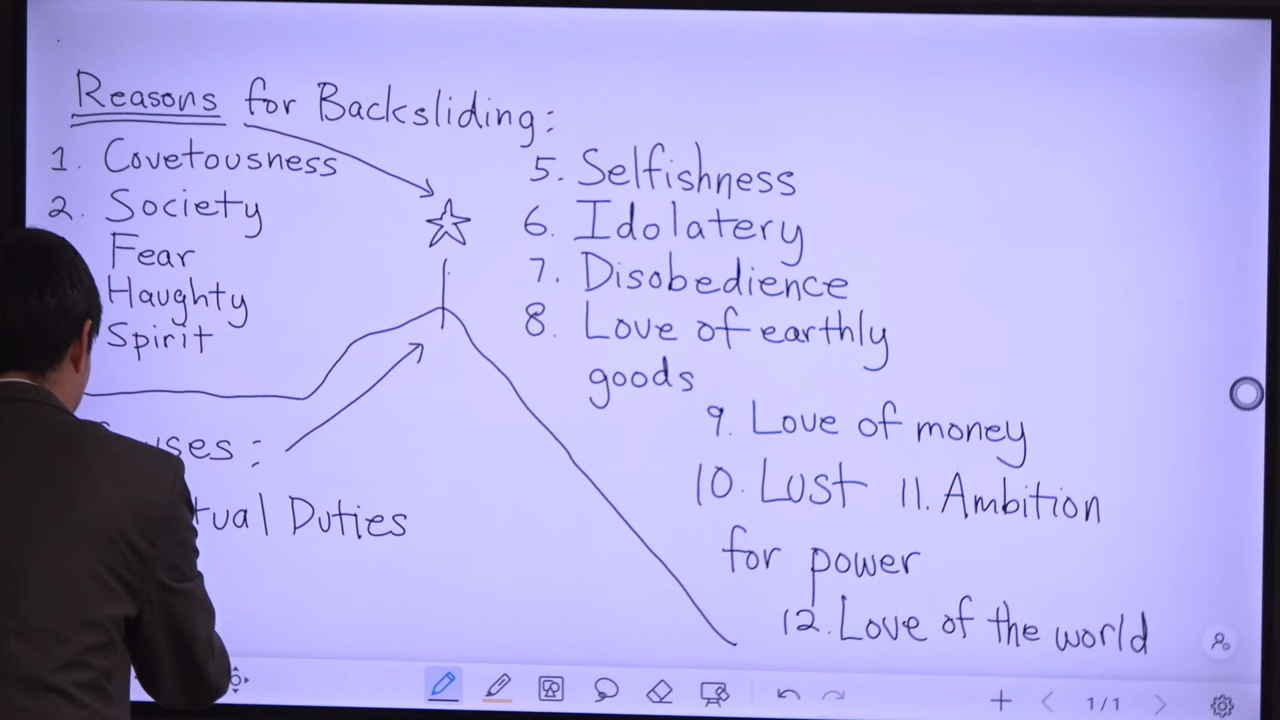 Reasons for Backsliding:
1. Covetousness
2. Society
Fear
Haughty
Spirit
5. Selfishness
6. Idolatery
7. Disobedience
8. Love of earthly
goods
9. Love of money
10. Lust 11. Ambition
for power
12. Love of the world
Duties
1/1